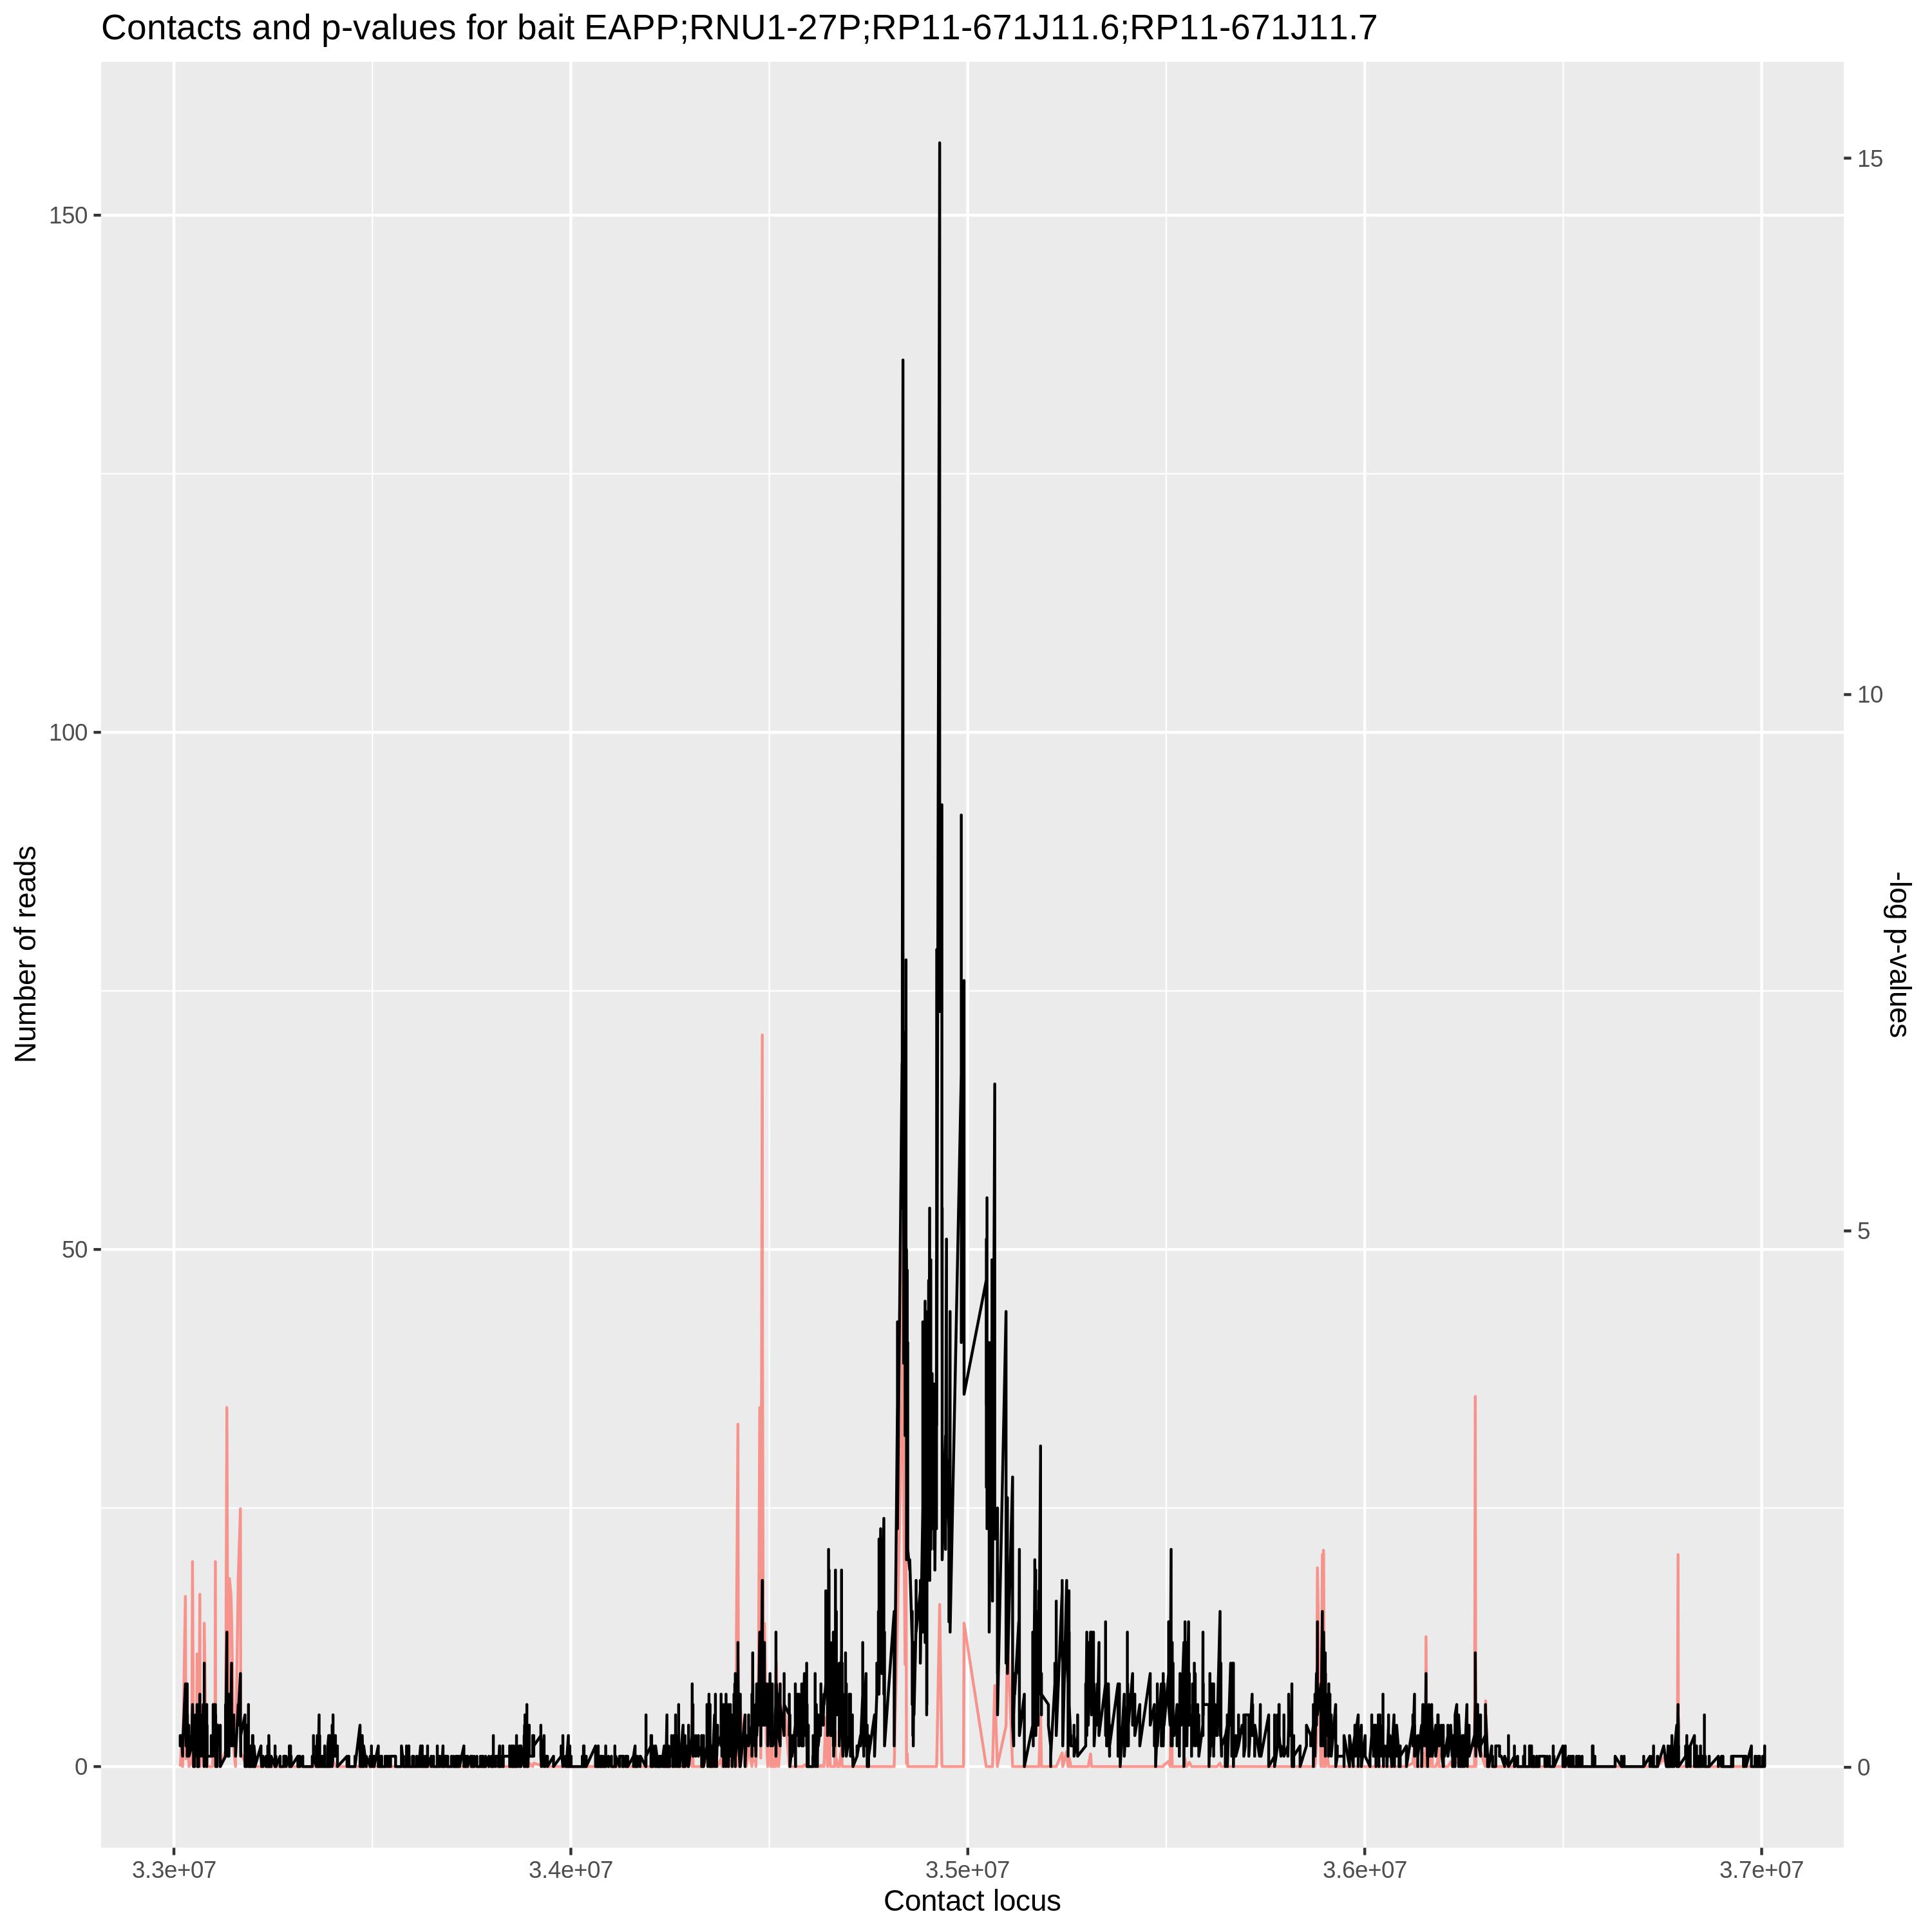 Contacts and p-values for bait EAPP;RNU1-27P;RP11-671J11.6;RP11-671J11.7
150
100
50
0
Number of reads
15
10
5
0
-log p-values
3.3e+07
3.4e+07
3.5e+07
3.6e+07
3.7e+07
Contact locus